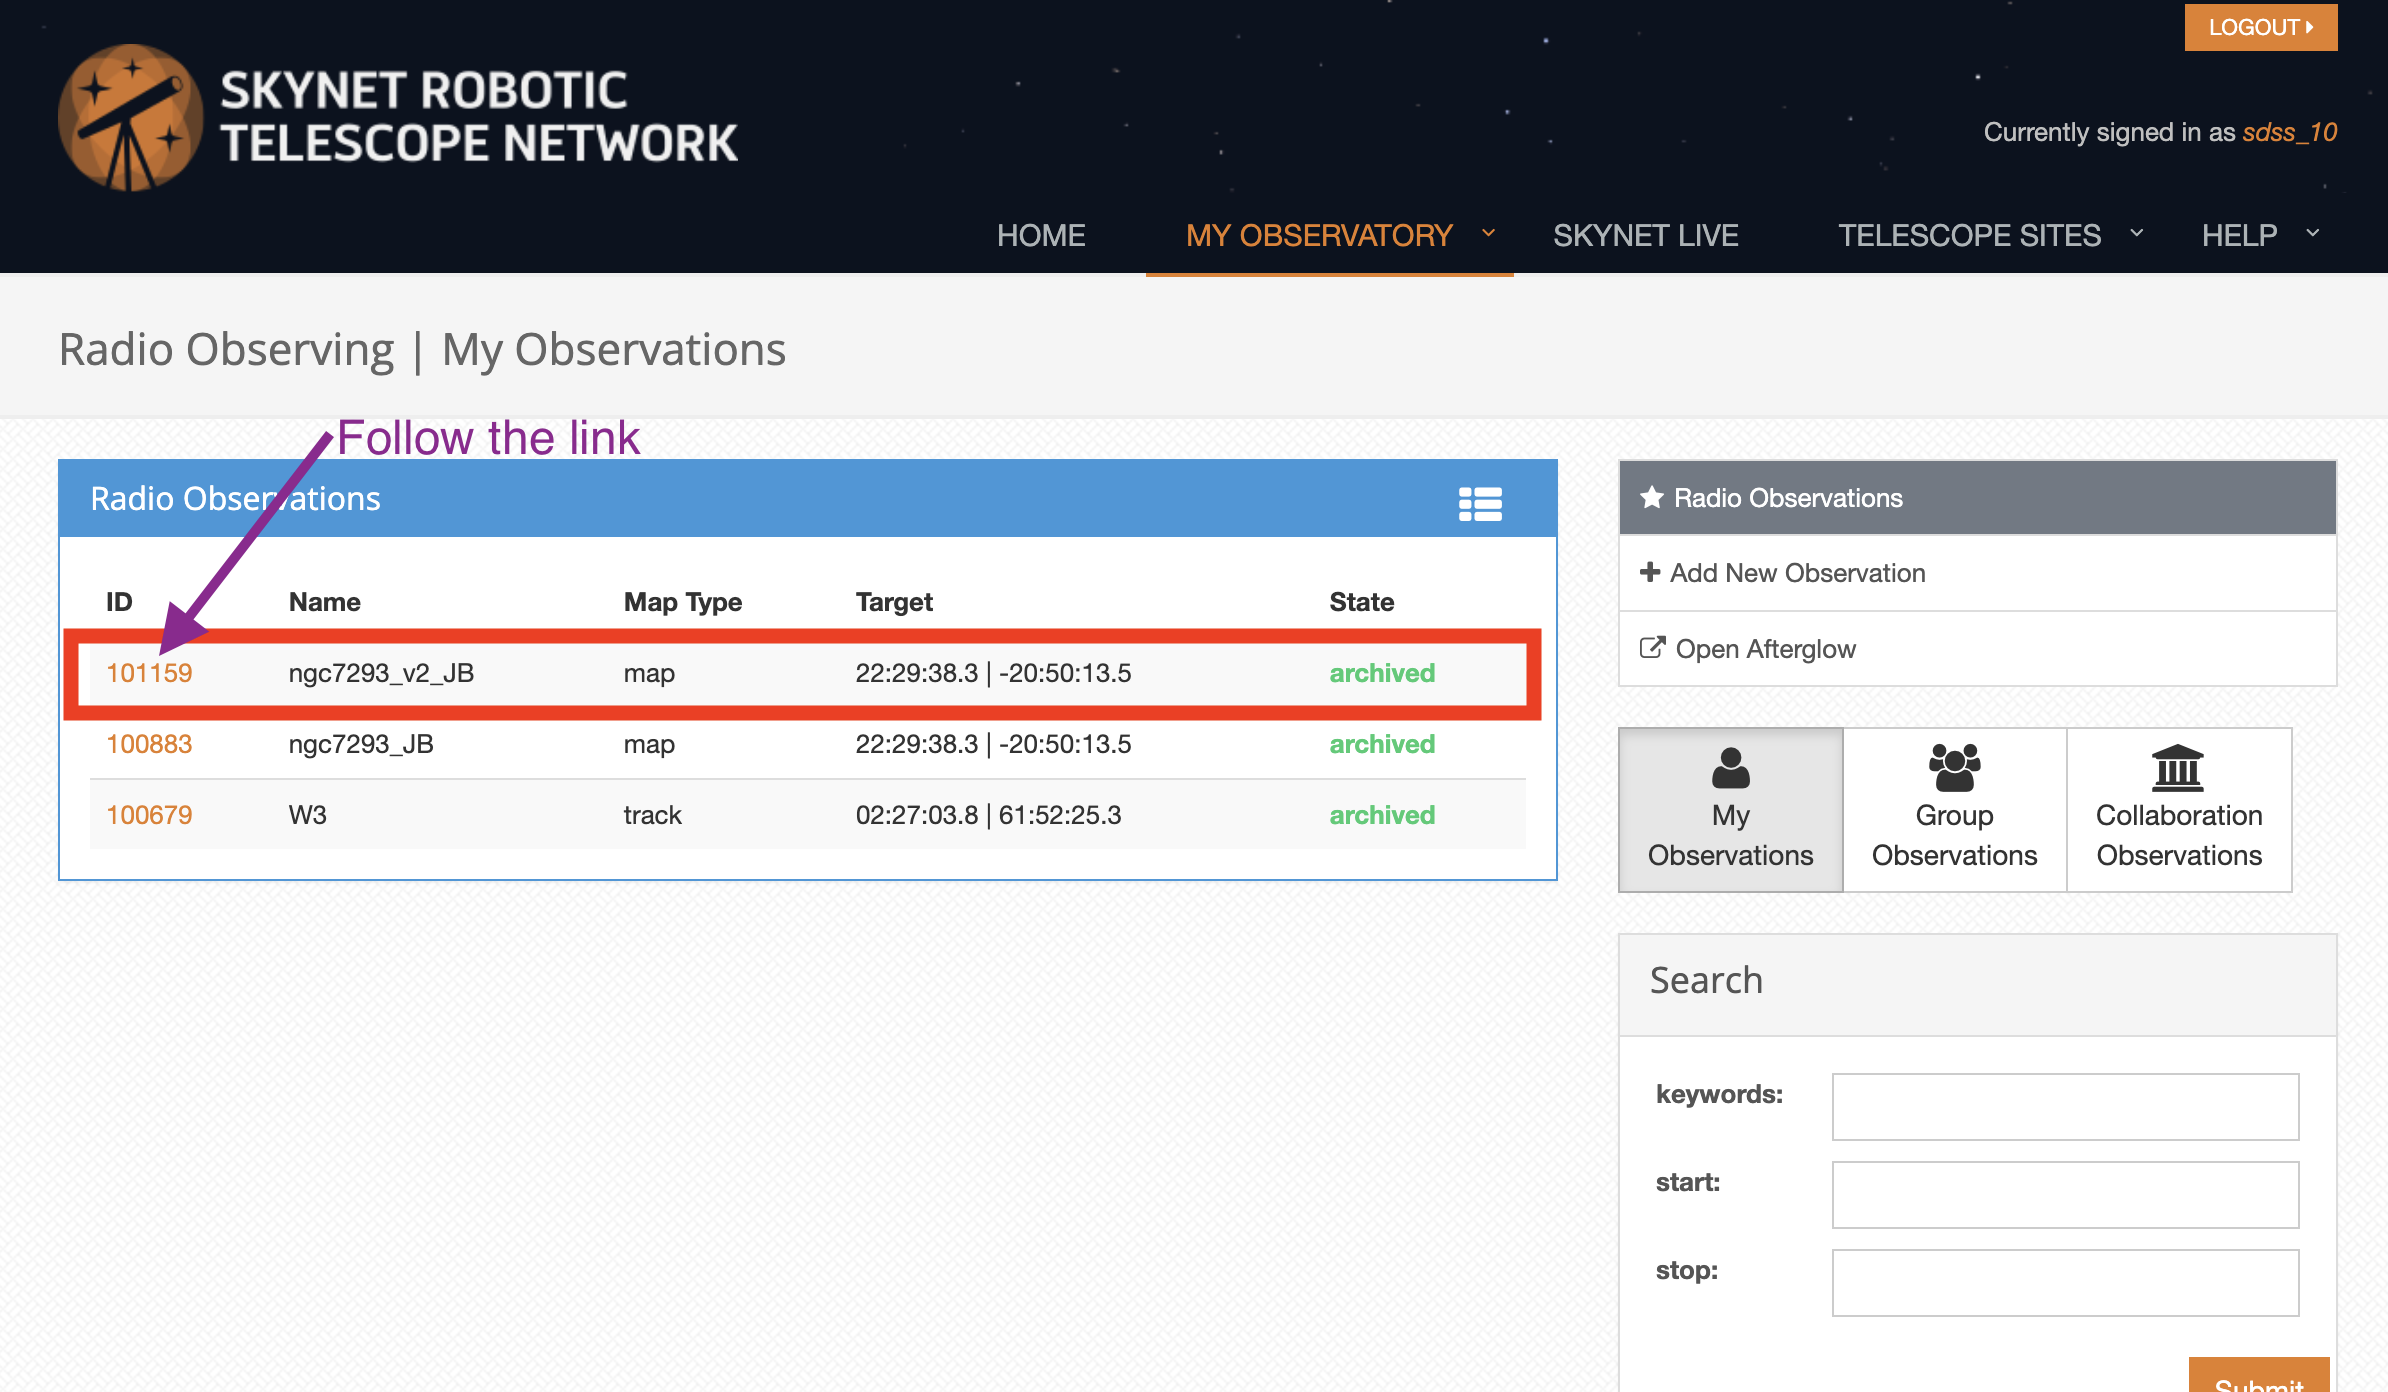 LOGOUT
SKYNET ROBOTIC
TELESCOPE NETWORK
Currently signed in as sdss_10
HOME MY OBSERVATORY SKYNET LIVE TELESCOPE SITES HELP
Radio Observing | My Observations
Follow the link
Radio Observations
ID Name Map Type Target State
101159 ngc7293_v2_JB map 22:29:38.3 | -20:50:13.5 archived
100883 ngc7293_JB map 22:29:38.3 | -20:50:13.5 archived
100679 W3 track 02:27:03.8 | 61:52:25.3 archived
Radio Observations
Add New Observation
Open Afterglow
My
Observations
Group
Observations
Collaboration
Observations
Search
keywords:
start:
stop:
Submit